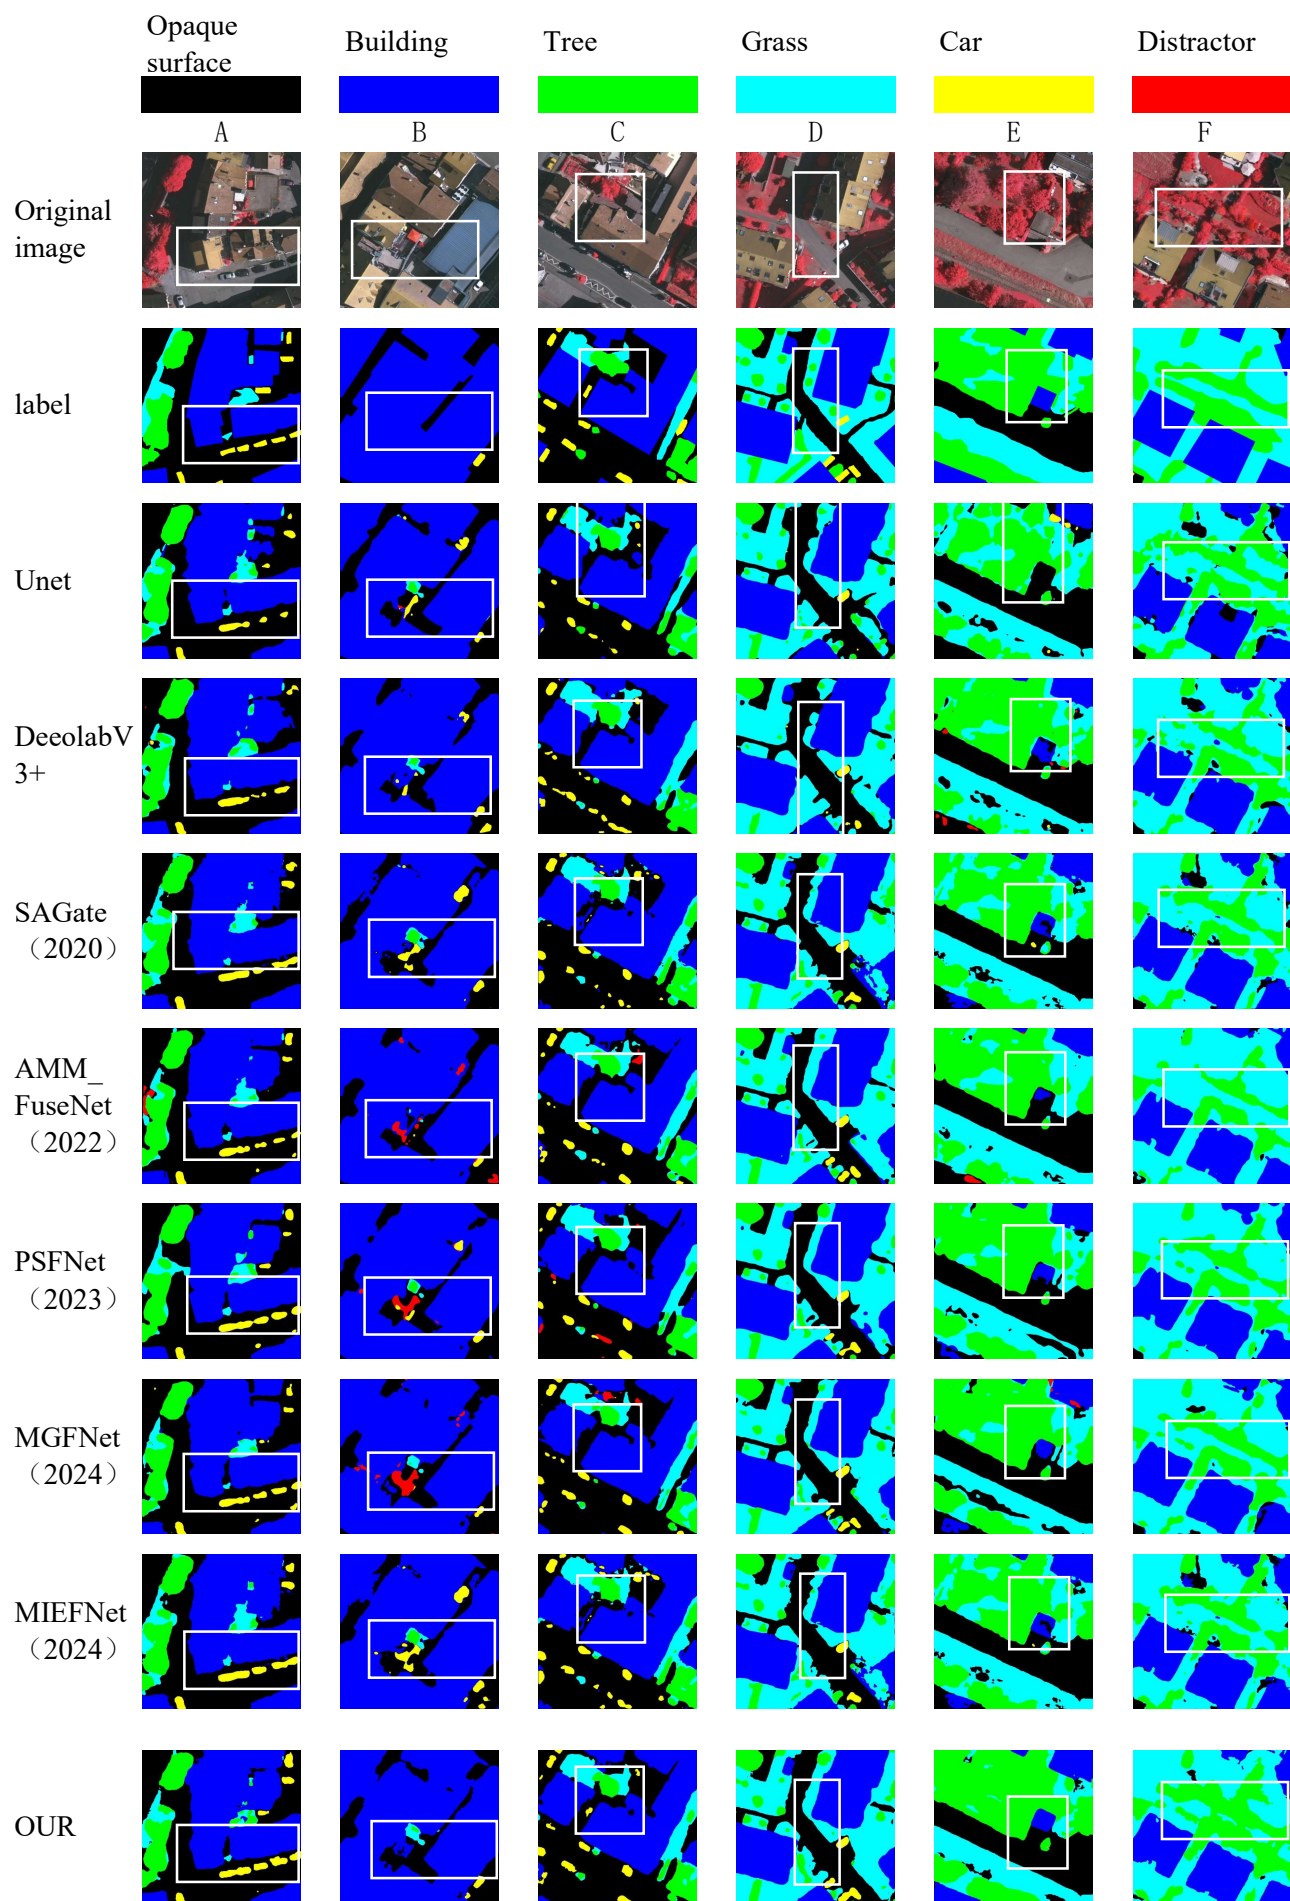 Opaque
surface
Building
Tree
Grass
Car
Distractor
A
B
C
D
E
F
Original
image
label
Unet
DeeolabV
3+
SAGate
（2020）
AMM_
FuseNet
（2022）
PSFNet
（2023）
MGFNet
（2024）
MIEFNet
（2024）
OUR